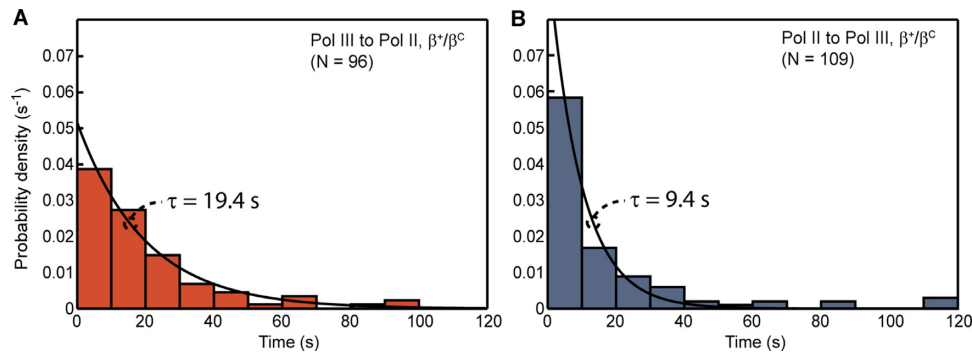 A
Pol III to Pol II, β⁺/βᶜ
(N = 96)
Probability density (s⁻¹)
0.07
0.06
0.05
0.04
0.03
0.02
0.01
0
τ = 19.4 s
0 20 40 60 80 100 120
Time (s)
B
Pol II to Pol III, β⁺/βᶜ
(N = 109)
0.07
0.06
0.05
0.04
0.03
0.02
0.01
0
τ = 9.4 s
0 20 40 60 80 100 120
Time (s)